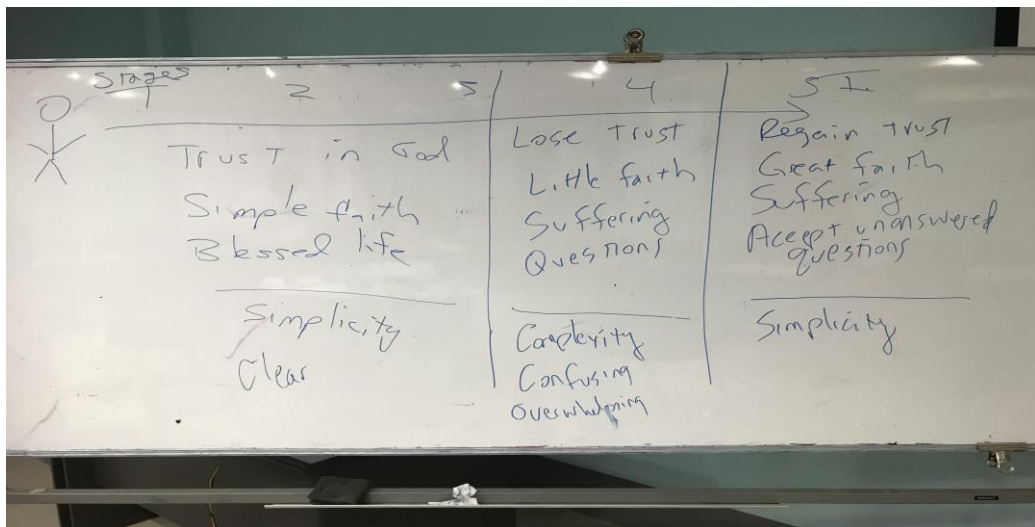 Stages
1 2 3 4 5
Trust in God
Simple faith
Blessed life
Simplicity
Clear
Lose trust
Little faith
Suffering
Questions
Complexity
Confusing
Overwhelming
Regain trust
Great faith
Suffering
Accept unanswered
questions
Simplicity